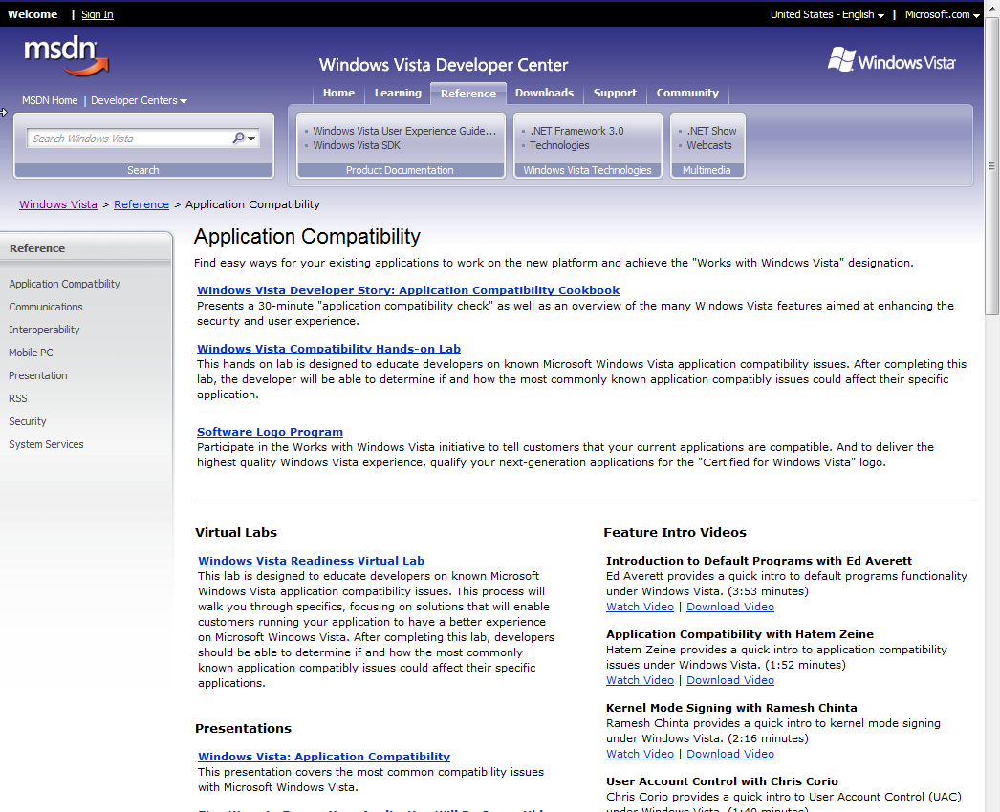 Welcome | Sign In
United States - English | Microsoft.com
msdn
Windows Vista Developer Center
Windows Vista
MSDN Home | Developer Centers
Home
Learning
Reference
Downloads
Support
Community
Search Windows Vista
Search
Windows Vista User Experience Guide...
Windows Vista SDK
Product Documentation
.NET Framework 3.0
Technologies
Windows Vista Technologies
.NET Show
Webcasts
Multimedia
Windows Vista > Reference > Application Compatibility
Reference
Application Compatibility
Communications
Interoperability
Mobile PC
Presentation
RSS
Security
System Services
Application Compatibility
Find easy ways for your existing applications to work on the new platform and achieve the "Works with Windows Vista" designation.
Windows Vista Developer Story: Application Compatibility Cookbook
Presents a 30-minute "application compatibility check" as well as an overview of the many Windows Vista features aimed at enhancing the
security and user experience.
Windows Vista Compatibility Hands-on Lab
This hands on lab is designed to educate developers on known Microsoft Windows Vista application compatibility issues. After completing this
lab, the developer will be able to determine if and how the most commonly known application compatibly issues could affect their specific
application.
Software Logo Program
Participate in the Works with Windows Vista initiative to tell customers that your current applications are compatible. And to deliver the
highest quality Windows Vista experience, qualify your next-generation applications for the "Certified for Windows Vista" logo.
Virtual Labs
Windows Vista Readiness Virtual Lab
This lab is designed to educate developers on known Microsoft
Windows Vista application compatibility issues. This process will
walk you through specifics, focusing on solutions that will enable
customers running your application to have a better experience
on Microsoft Windows Vista. After completing this lab, developers
should be able to determine if and how the most commonly
known application compatibly issues could affect their specific
applications.
Presentations
Windows Vista: Application Compatibility
This presentation covers the most common compatibility issues
with Microsoft Windows Vista.
Feature Intro Videos
Introduction to Default Programs with Ed Averett
Ed Averett provides a quick intro to default programs functionality
under Windows Vista. (3:53 minutes)
Watch Video | Download Video
Application Compatibility with Hatem Zeine
Hatem Zeine provides a quick intro to application compatibility
issues under Windows Vista. (1:52 minutes)
Watch Video | Download Video
Kernel Mode Signing with Ramesh Chinta
Ramesh Chinta provides a quick intro to kernel mode signing
under Windows Vista. (2:16 minutes)
Watch Video | Download Video
User Account Control with Chris Corio
Chris Corio provides a quick intro to User Account Control (UAC)
under Windows Vista. (1:40 minutes)